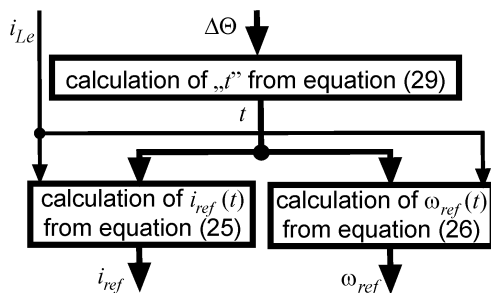 i_Le
ΔΘ
calculation of „t” from equation (29)
t
calculation of i_ref (t)
from equation (25)
calculation of ω_ref (t)
from equation (26)
i_ref
ω_ref